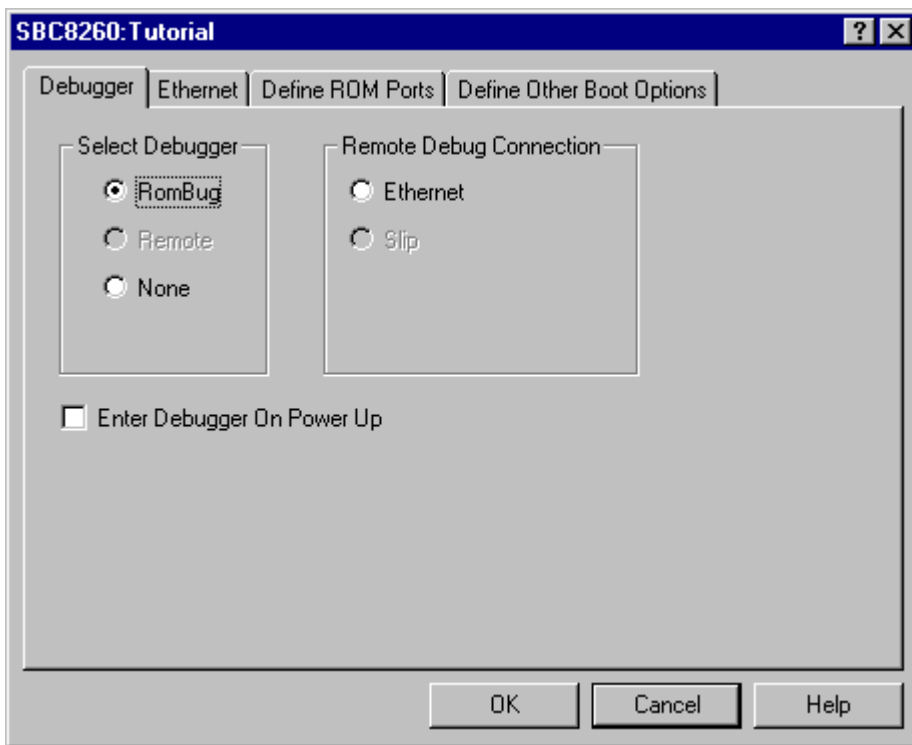 SBC8260:Tutorial
Debugger Ethernet Define ROM Ports Define Other Boot Options
Select Debugger Remote Debug Connection
RomBug Ethernet
Remote Slip
None
Enter Debugger On Power Up
OK Cancel Help